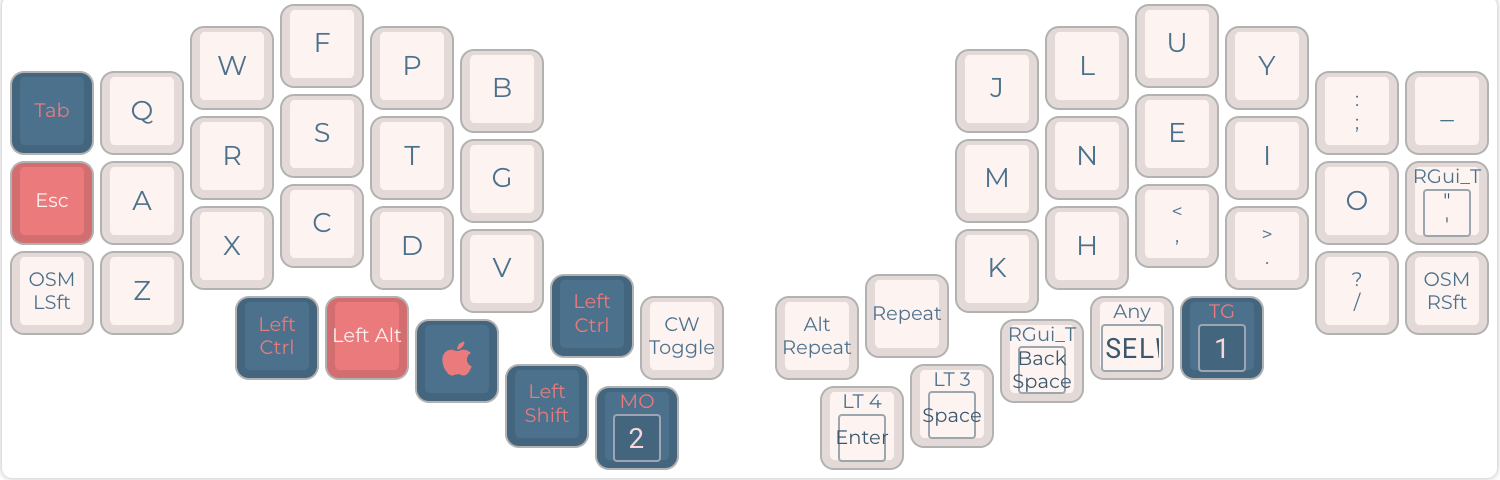 Tab
Q
W
F
P
B
J
L
U
Y
:
;
_
Esc
A
R
S
T
G
M
N
E
I
O
RGui_T
"
'
OSM
LSft
Z
X
C
D
V
K
H
<
,
>
.
?
/
OSM
RSft
Left
Ctrl
Left Alt
Left
Ctrl
CW
Toggle
Left
Shift
MO
2
Alt
Repeat
Repeat
LT 4
Enter
LT 3
Space
RGui_T
Back
Space
Any
SEL
TG
1